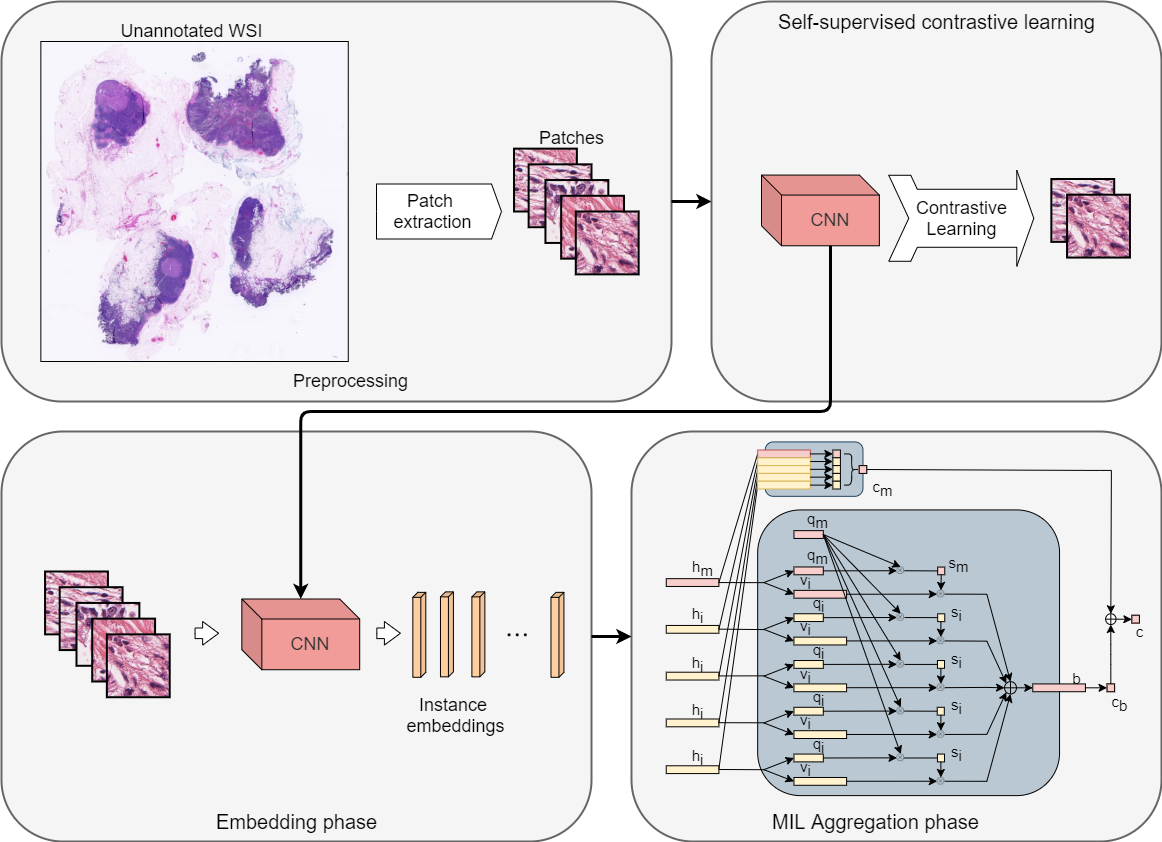 Unannotated WSI
Patch
extraction
Patches
Preprocessing
Self-supervised contrastive learning
CNN
Contrastive
Learning
CNN
...
Instance
embeddings
Embedding phase
c_m
q_m
h_m
q_m
v_i
s_m
h_i
q_i
v_i
s_i
h_i
q_i
v_i
s_i
h_i
q_i
v_i
s_i
h_i
q_i
v_i
s_i
b
c_b
c
MIL Aggregation phase